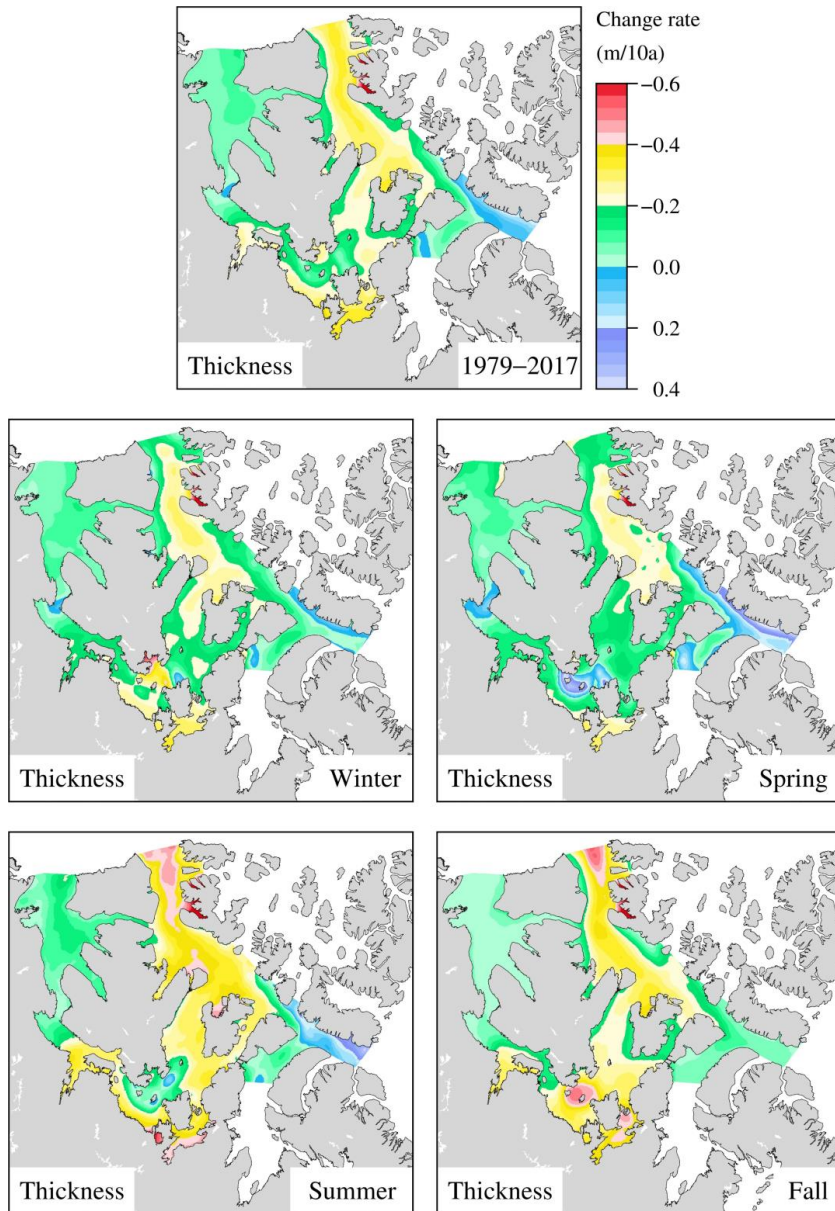 Change rate
(m/10a)
−0.6
−0.4
−0.2
0.0
0.2
0.4
Thickness 1979−2017
Thickness Winter
Thickness Spring
Thickness Summer
Thickness Fall